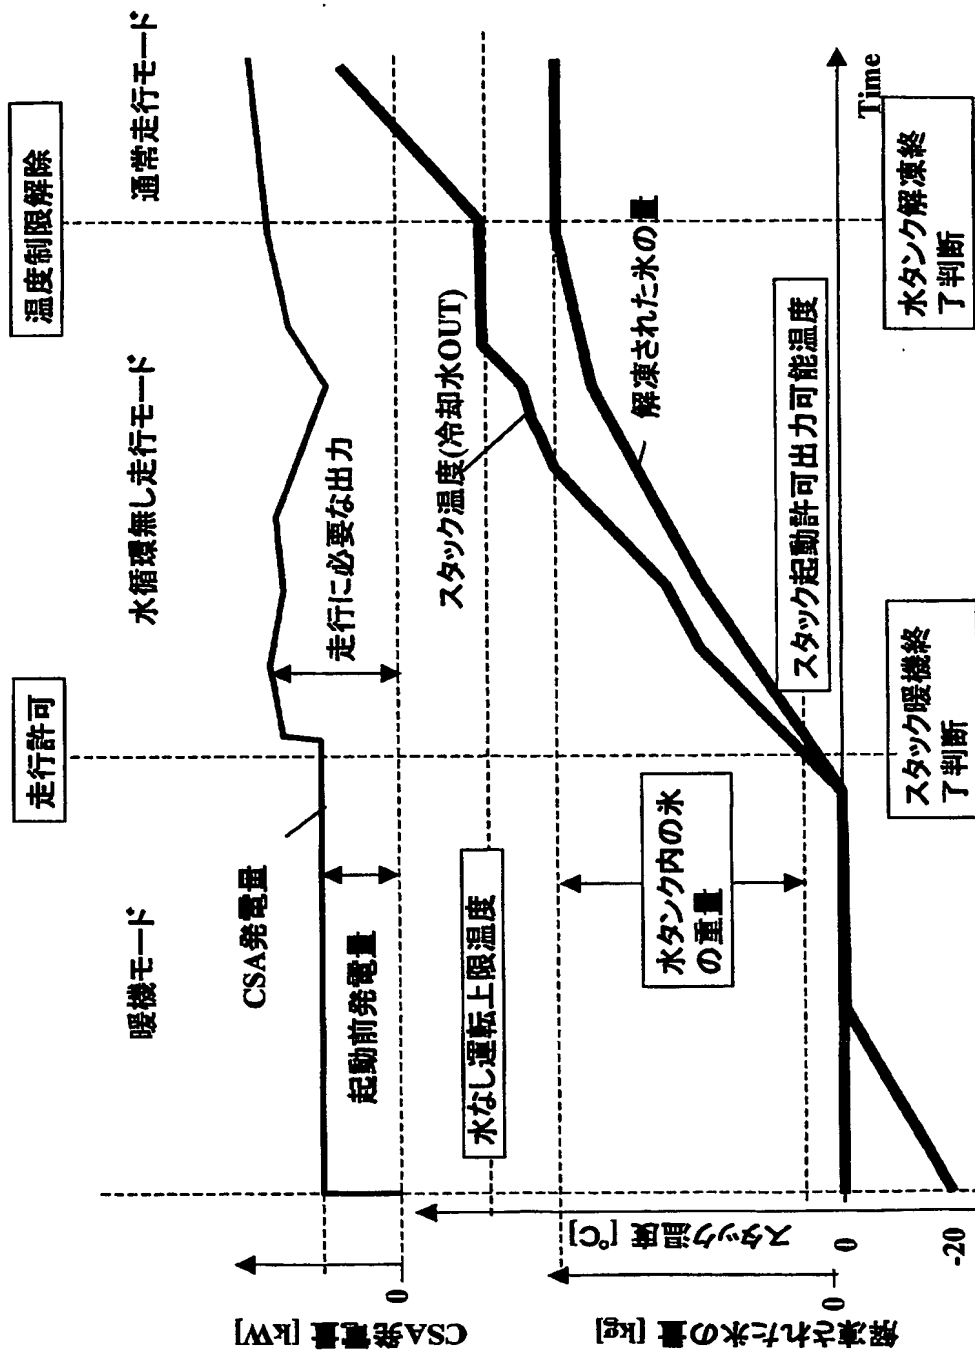 走行許可
温度制限解除
暖機モード
水循環無し走行モード
通常走行モード
CSA発電量
起動前発電量
走行に必要な出力
CSA発電量 [kW]
0
水なし運転上限温度
スタック温度(冷却水OUT)
水タンク内の氷
の重量
解凍された氷の量
スタック起動許可出力可能温度
スタック温度 [°C]
0
-20
解凍された氷の量 [kg]
0
Time
スタック暖機終
了判断
水タンク解凍終
了判断